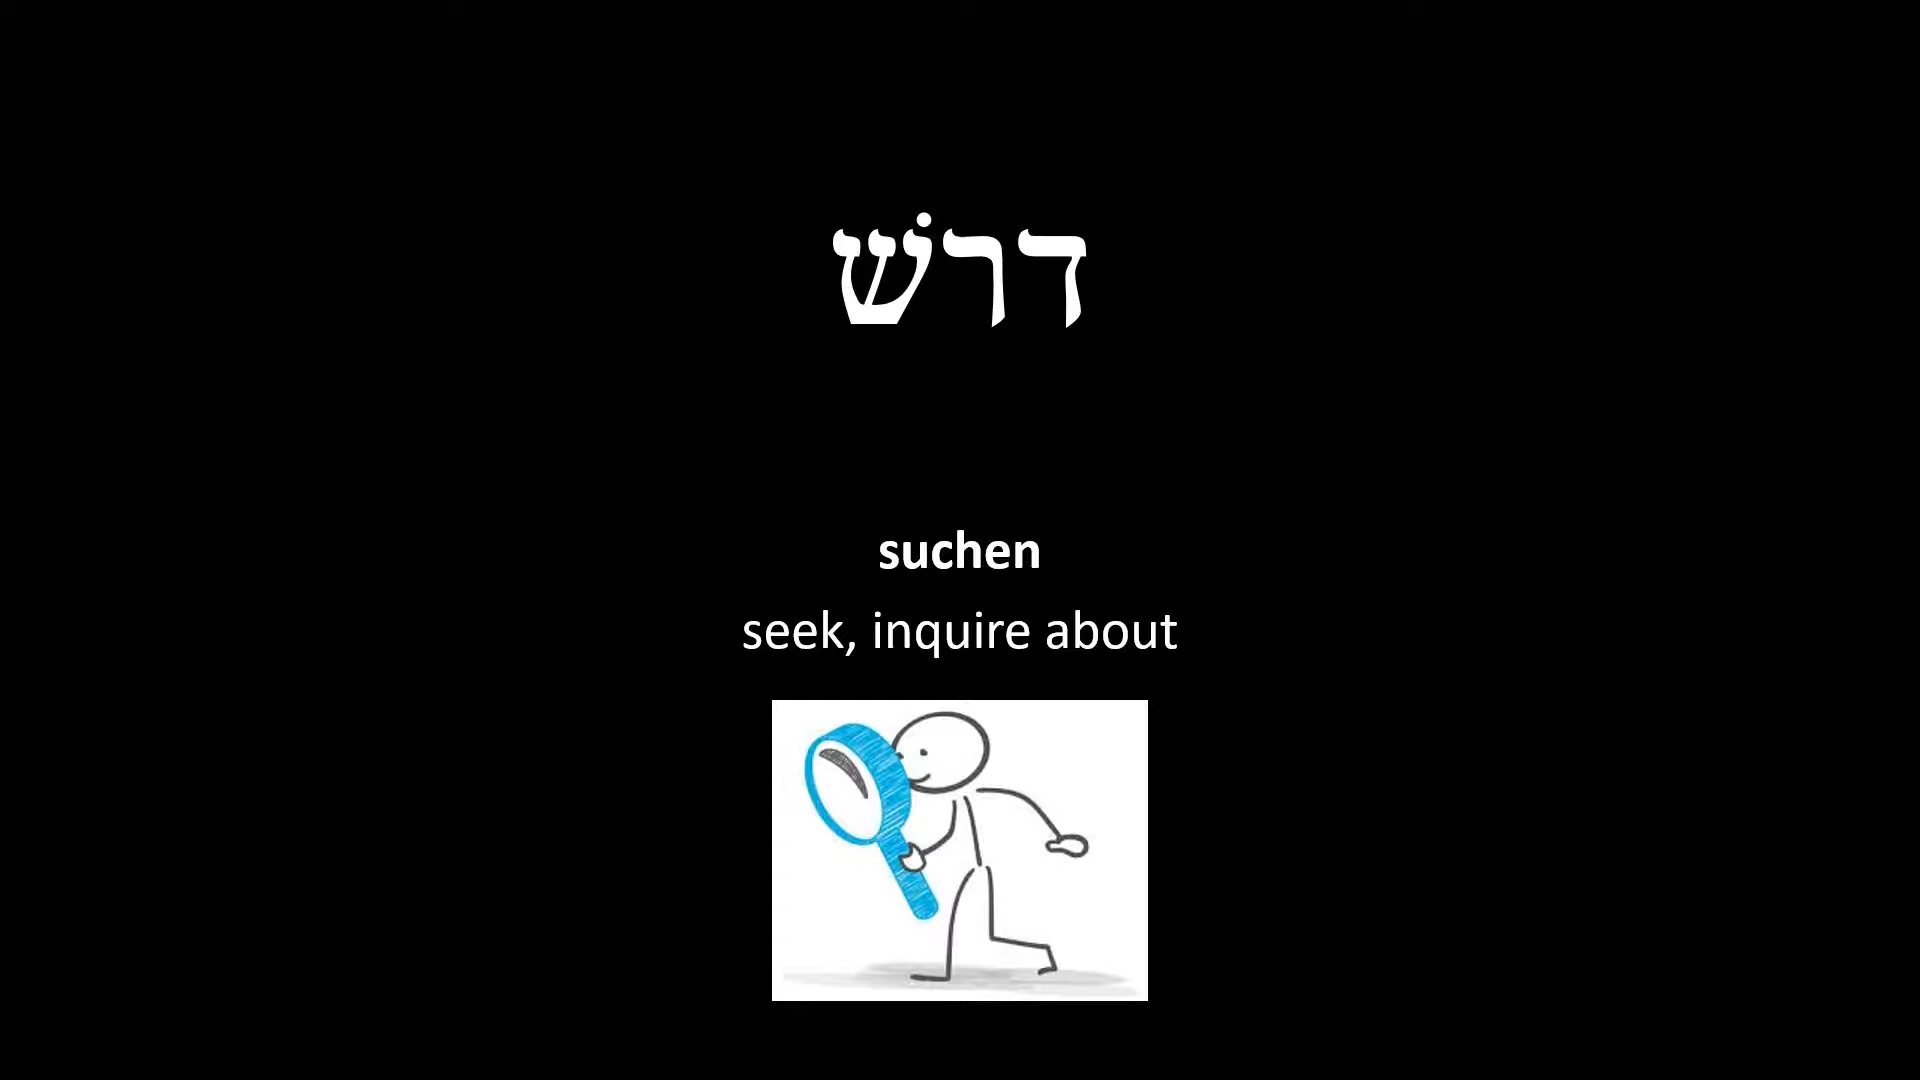 דרשׁ
suchen
seek, inquire about